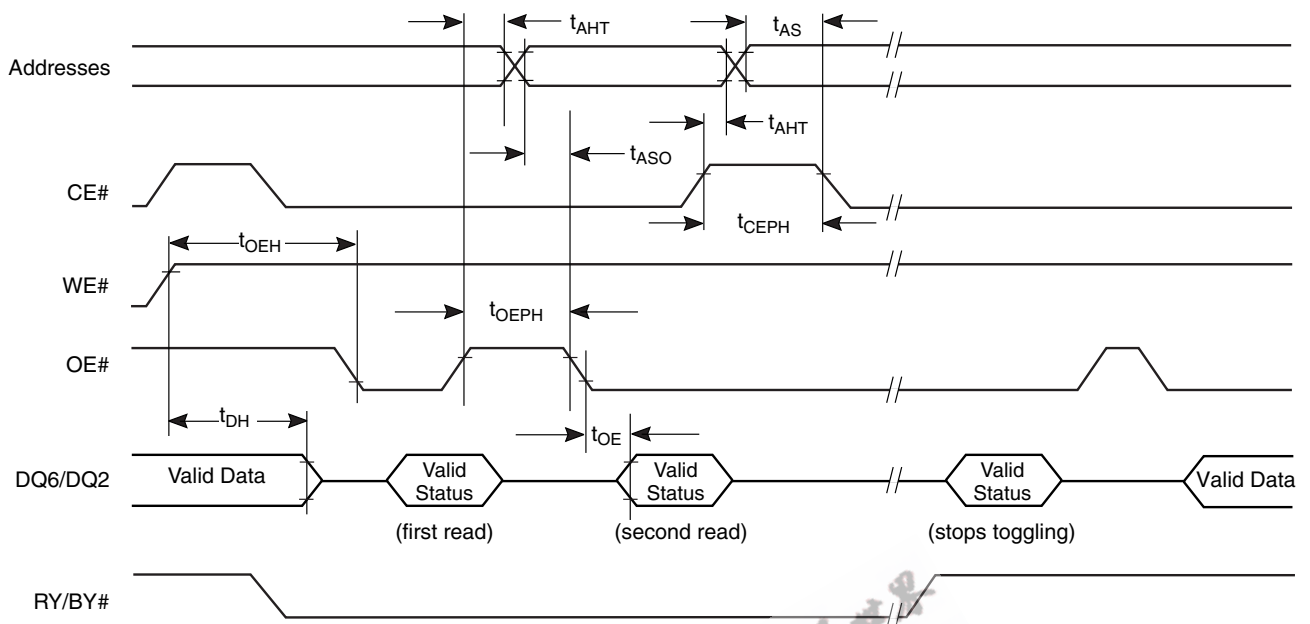 tAHT
tAS
Addresses
tAHT
tASO
CE#
tCEPH
tOEH
WE#
tOEPH
OE#
tDH
tOE
DQ6/DQ2
Valid Data
Valid
Status
Valid
Status
Valid
Status
Valid Data
(first read)
(second read)
(stops toggling)
RY/BY#